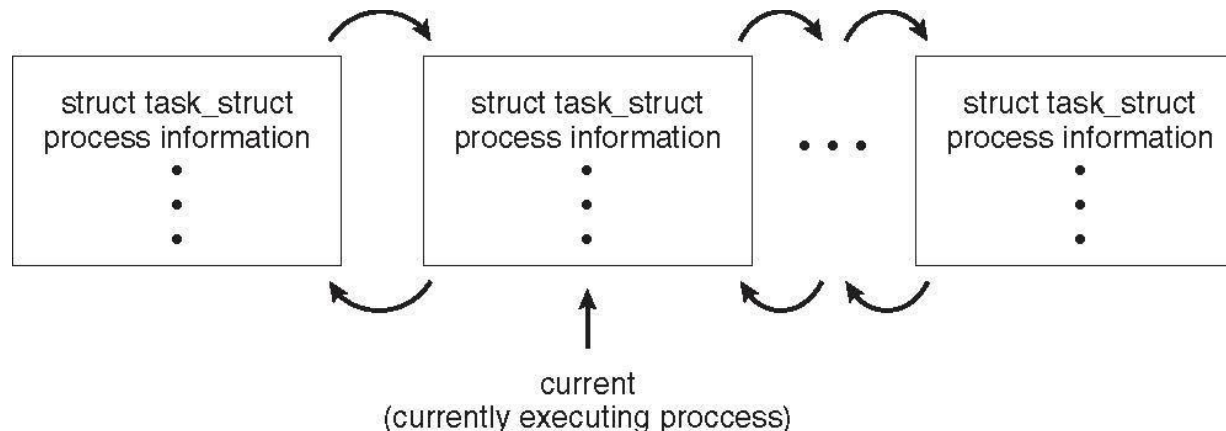 struct task_struct
process information
struct task_struct
process information
struct task_struct
process information
current
(currently executing proccess)